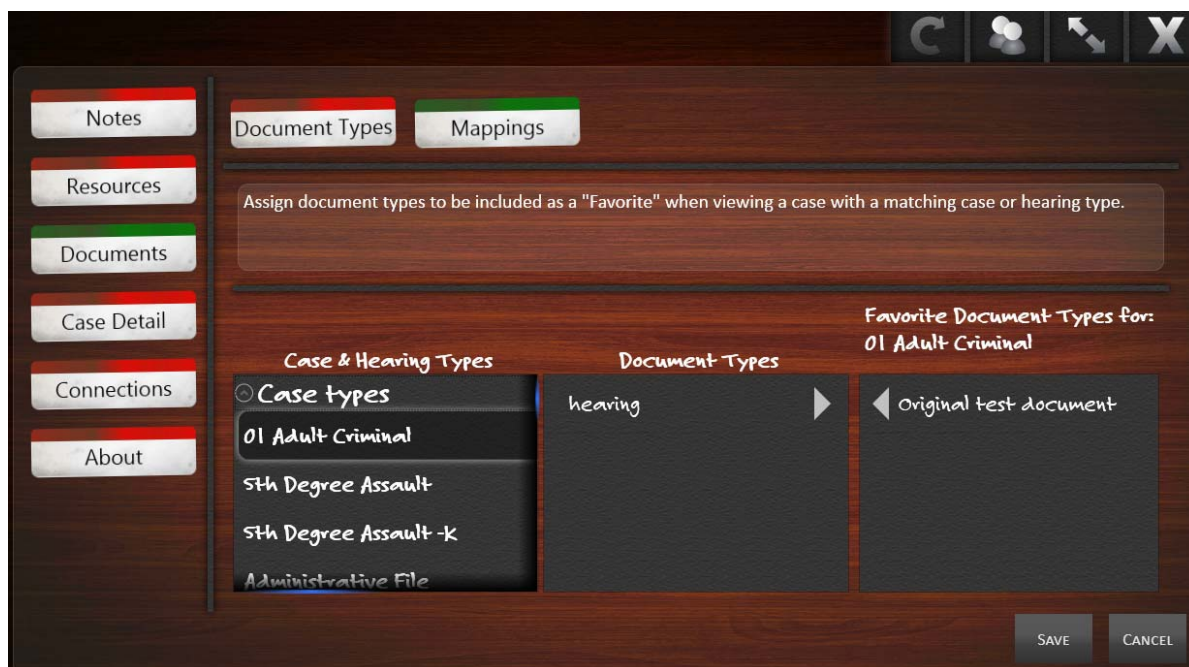 Notes
Resources
Documents
Case Detail
Connections
About
Document Types
Mappings
Assign document types to be included as a "Favorite" when viewing a case with a matching case or hearing type.
Case & Hearing Types
Case types
01 Adult Criminal
5th Degree Assault
5th Degree Assault -K
Administrative File
Document Types
hearing
Favorite Document Types for:
01 Adult Criminal
Original test document
SAVE
CANCEL